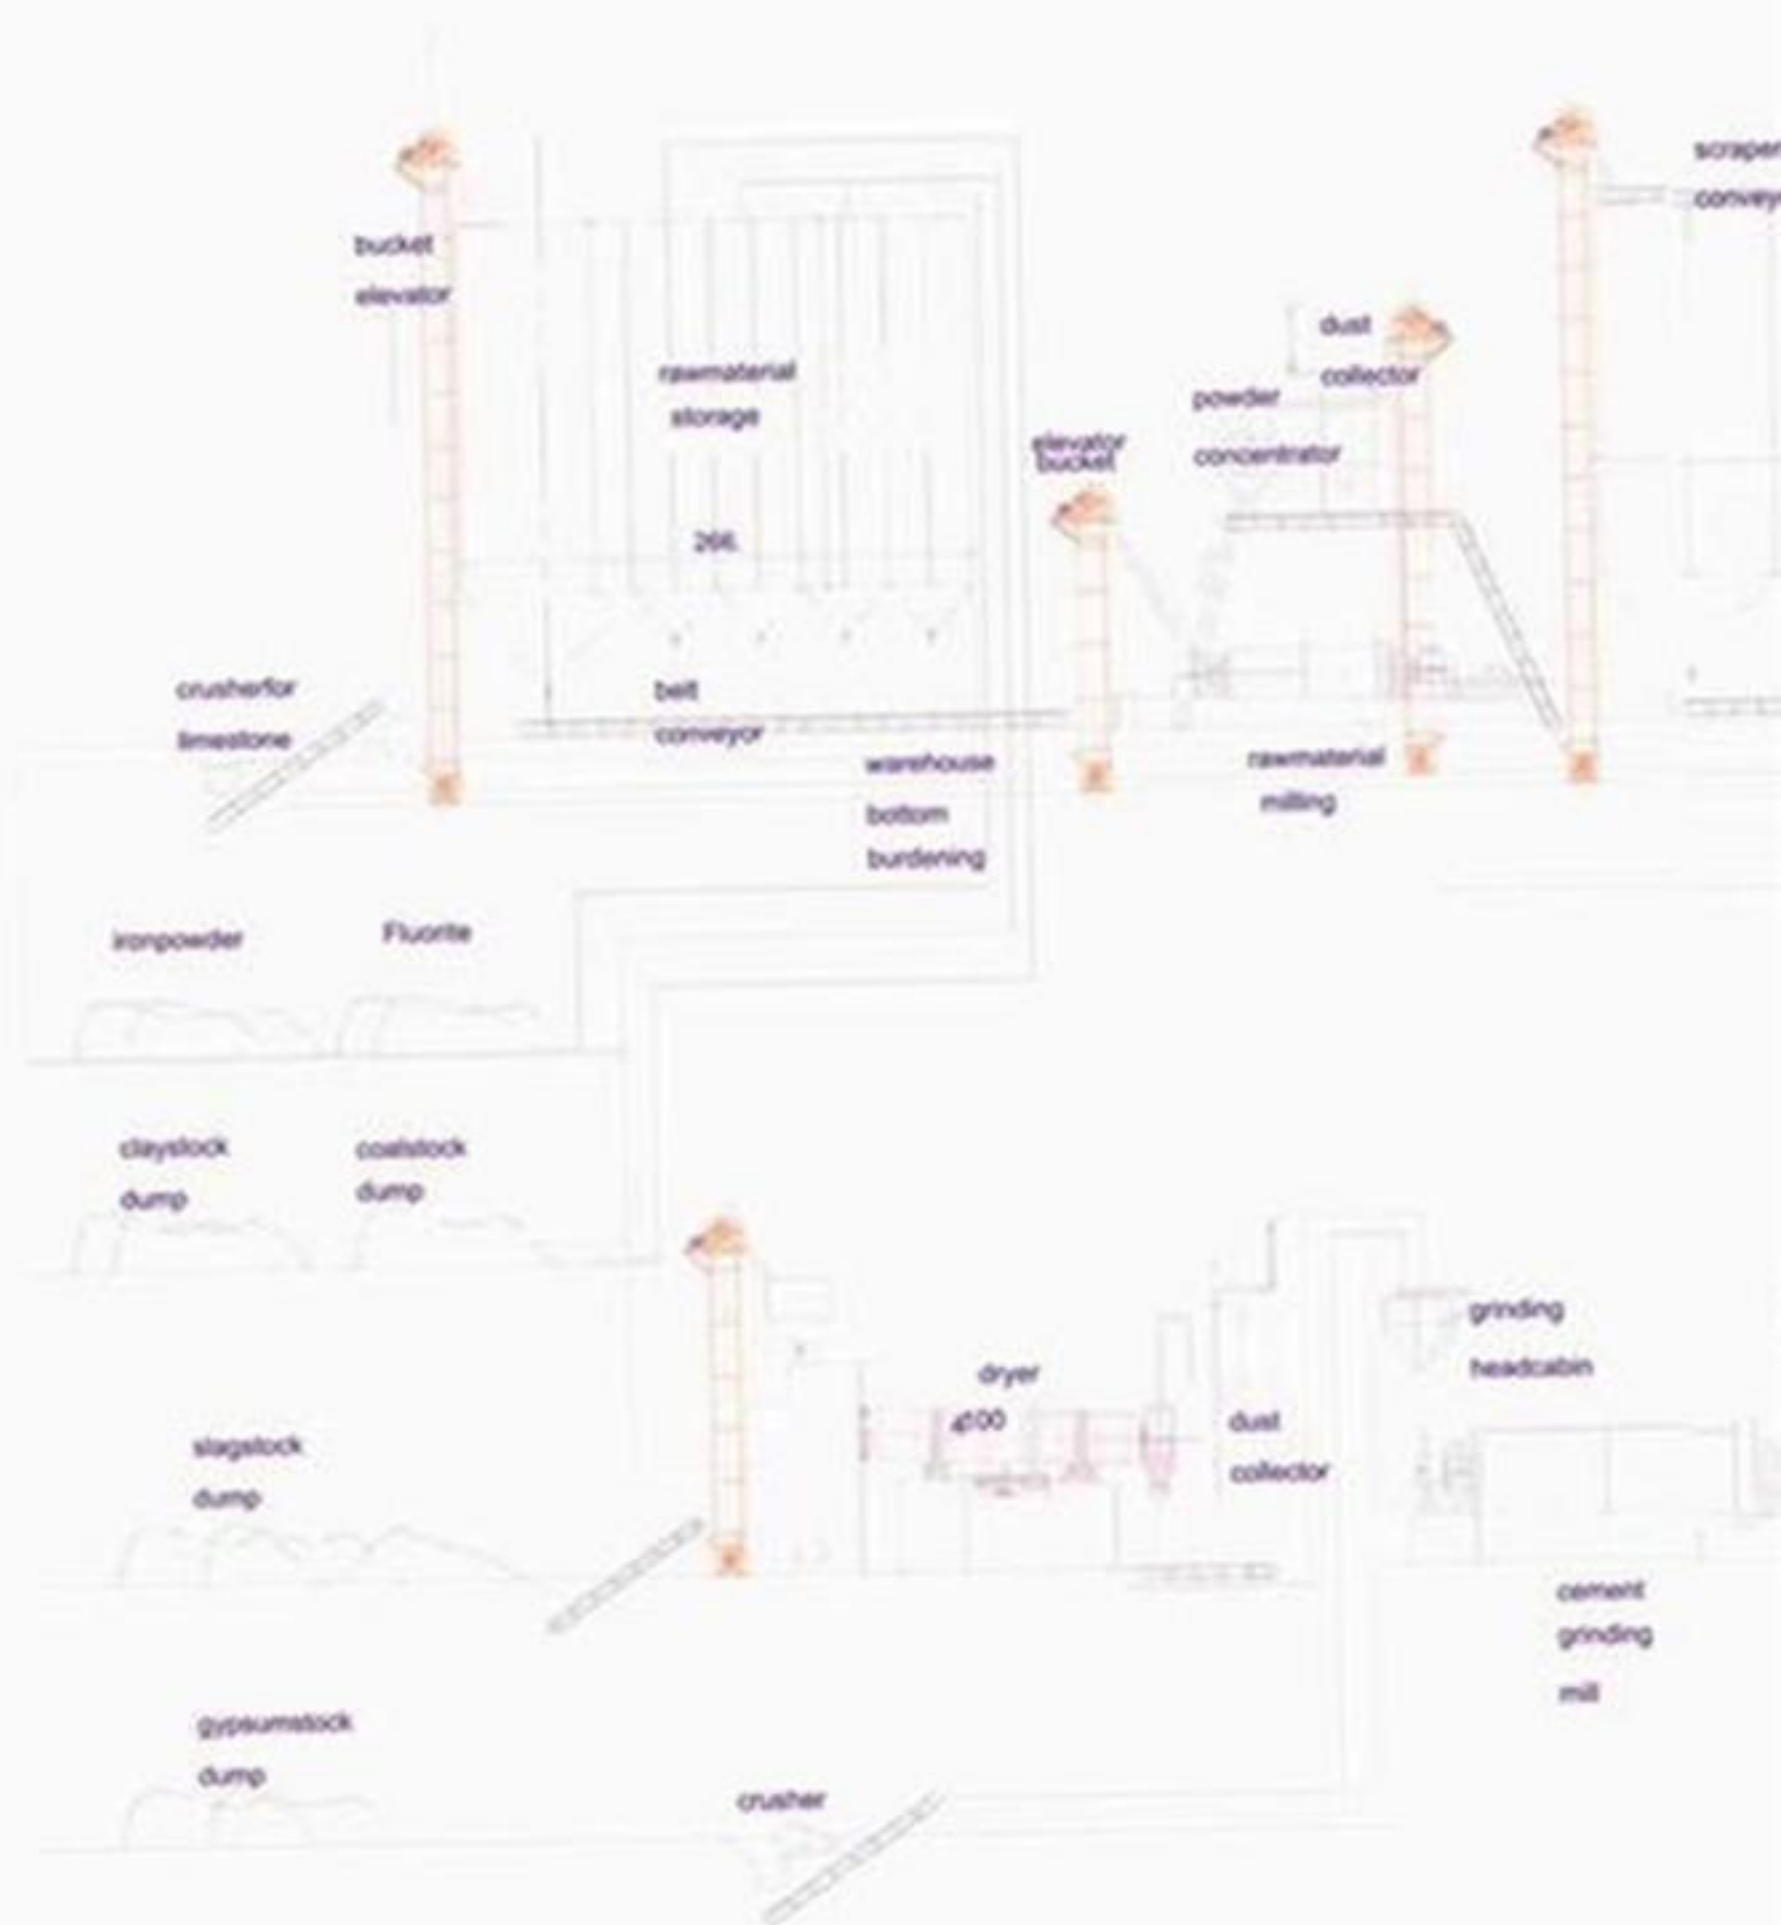 scraper
conveyo
bucket
elevator
dust
collector
rawmaterial
storage
powder
concentrator
elevator
bucket
crusherfor
limestone
belt
conveyor
warehouse
bottom
burdening
rawmaterial
milling
ironpowder
Fluorite
claystock
dump
coalstock
dump
grinding
headcabin
dryer
dust
collector
slagstock
dump
cement
grinding
mill
gypsumstock
dump
crusher